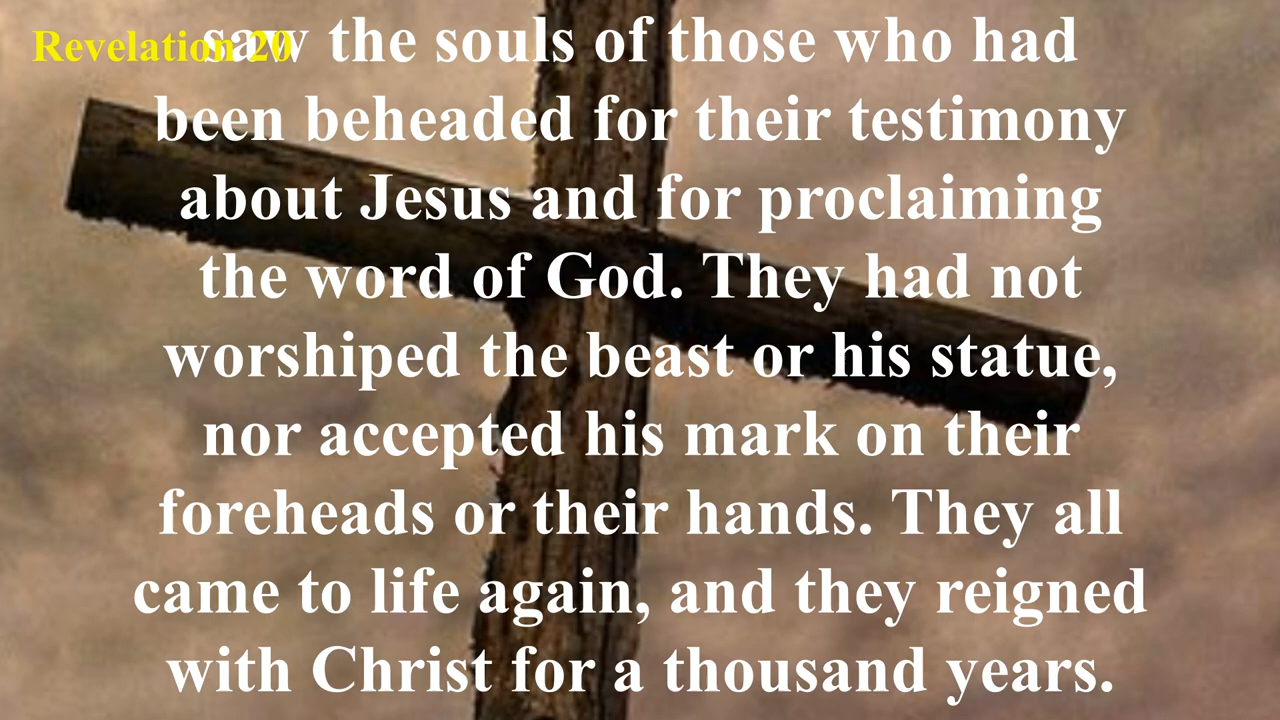 Revelation 20
saw the souls of those who had
been beheaded for their testimony
about Jesus and for proclaiming
the word of God. They had not
worshiped the beast or his statue,
nor accepted his mark on their
foreheads or their hands. They all
came to life again, and they reigned
with Christ for a thousand years.